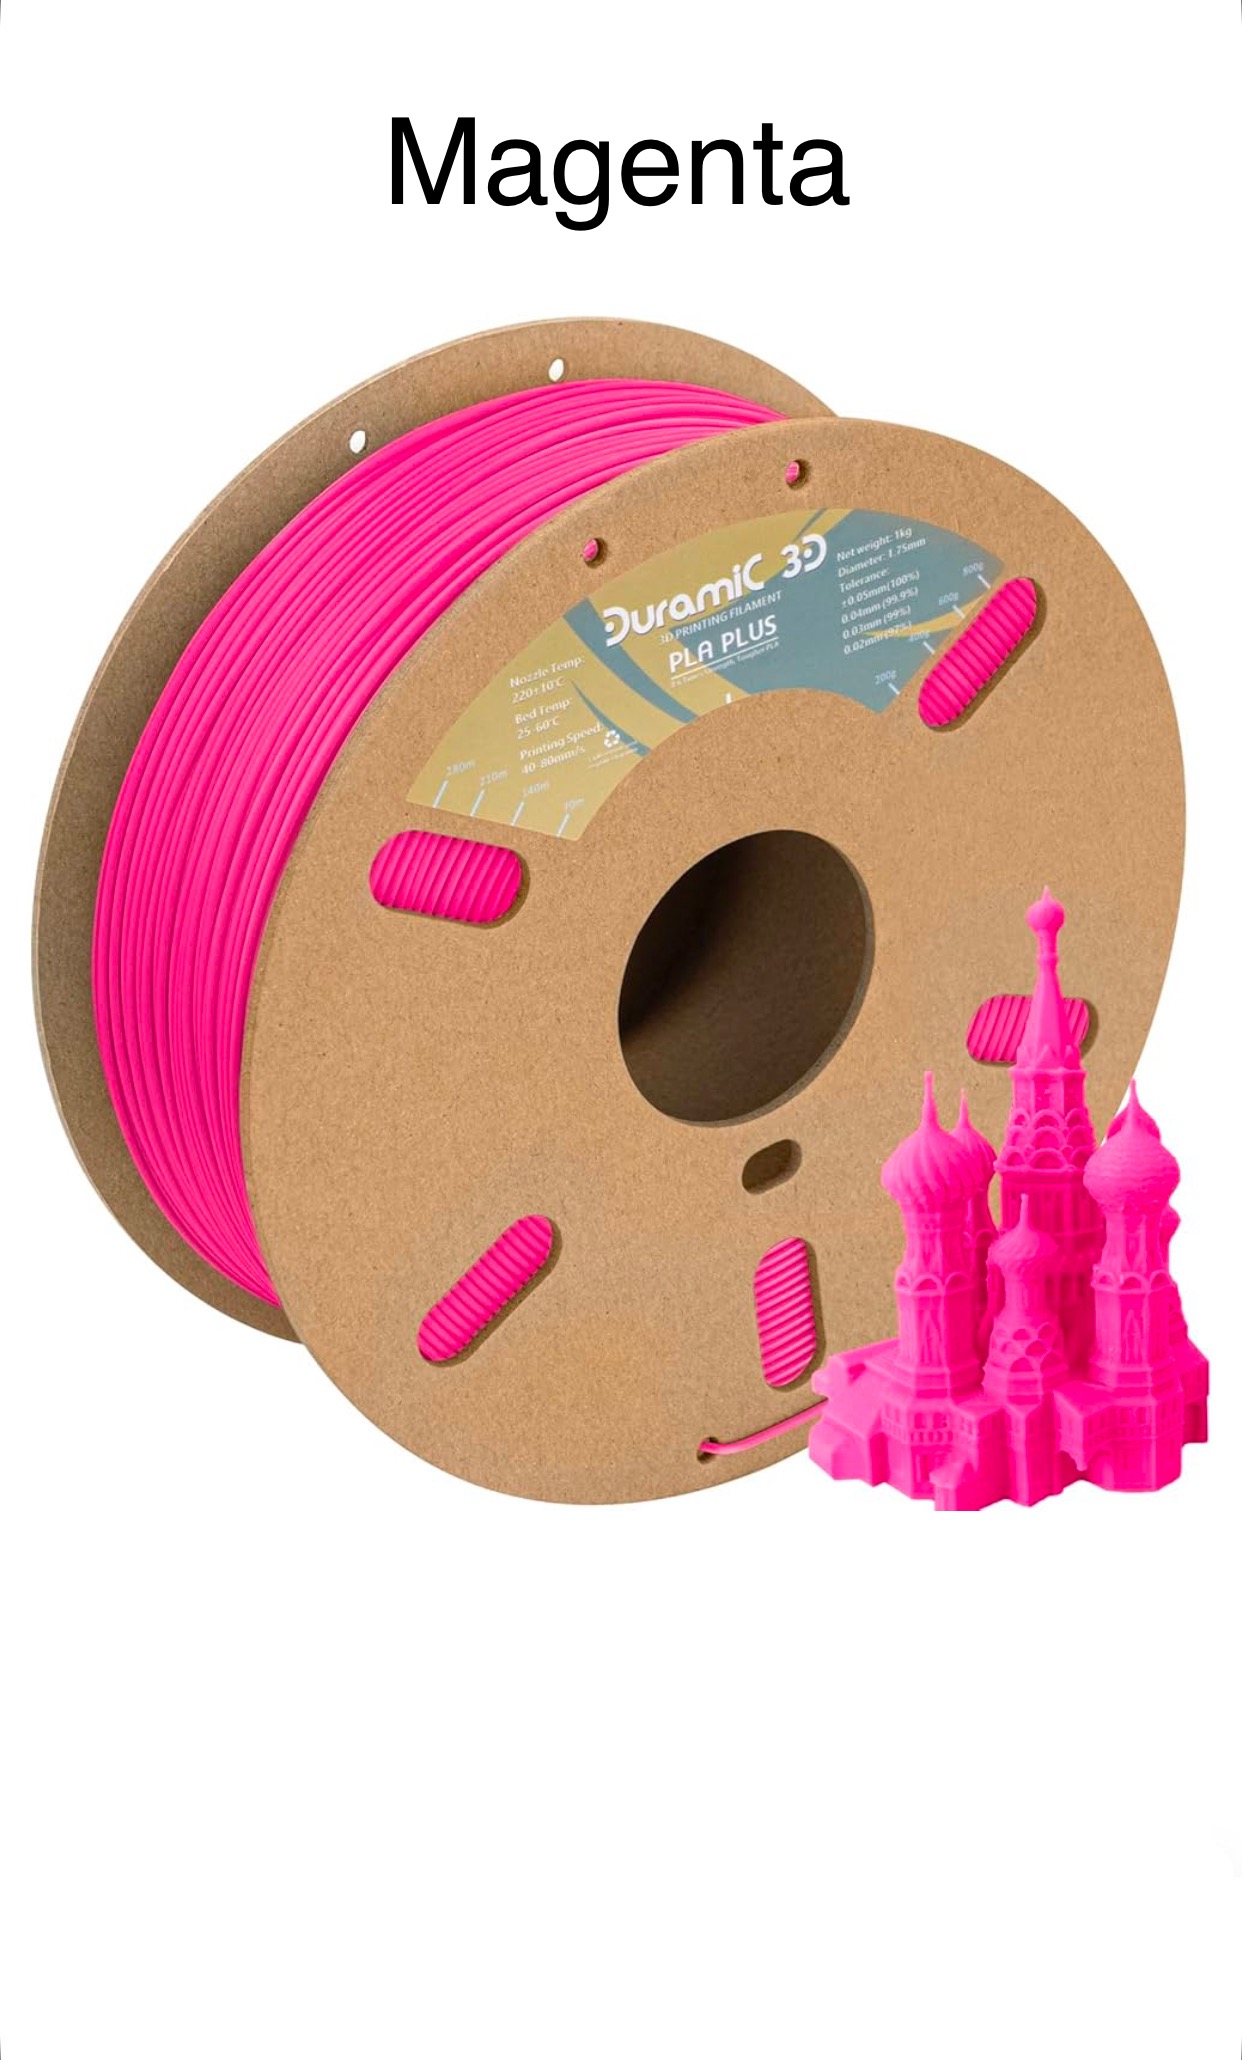 Magenta
DuramiC 3D
3D PRINTING FILAMENT
PLA PLUS
Net weight: 1kg
Diameter: 1.75mm
Tolerance:
±0.05mm(100%)
0.04mm (99.9%)
0.03mm (99%)
0.02mm (97%)
800g
600g
400g
200g
Nozzle Temp:
220±10℃
Bed Temp:
25-60℃
Printing Speed:
40-80mm/s
280m
210m
140m
70m